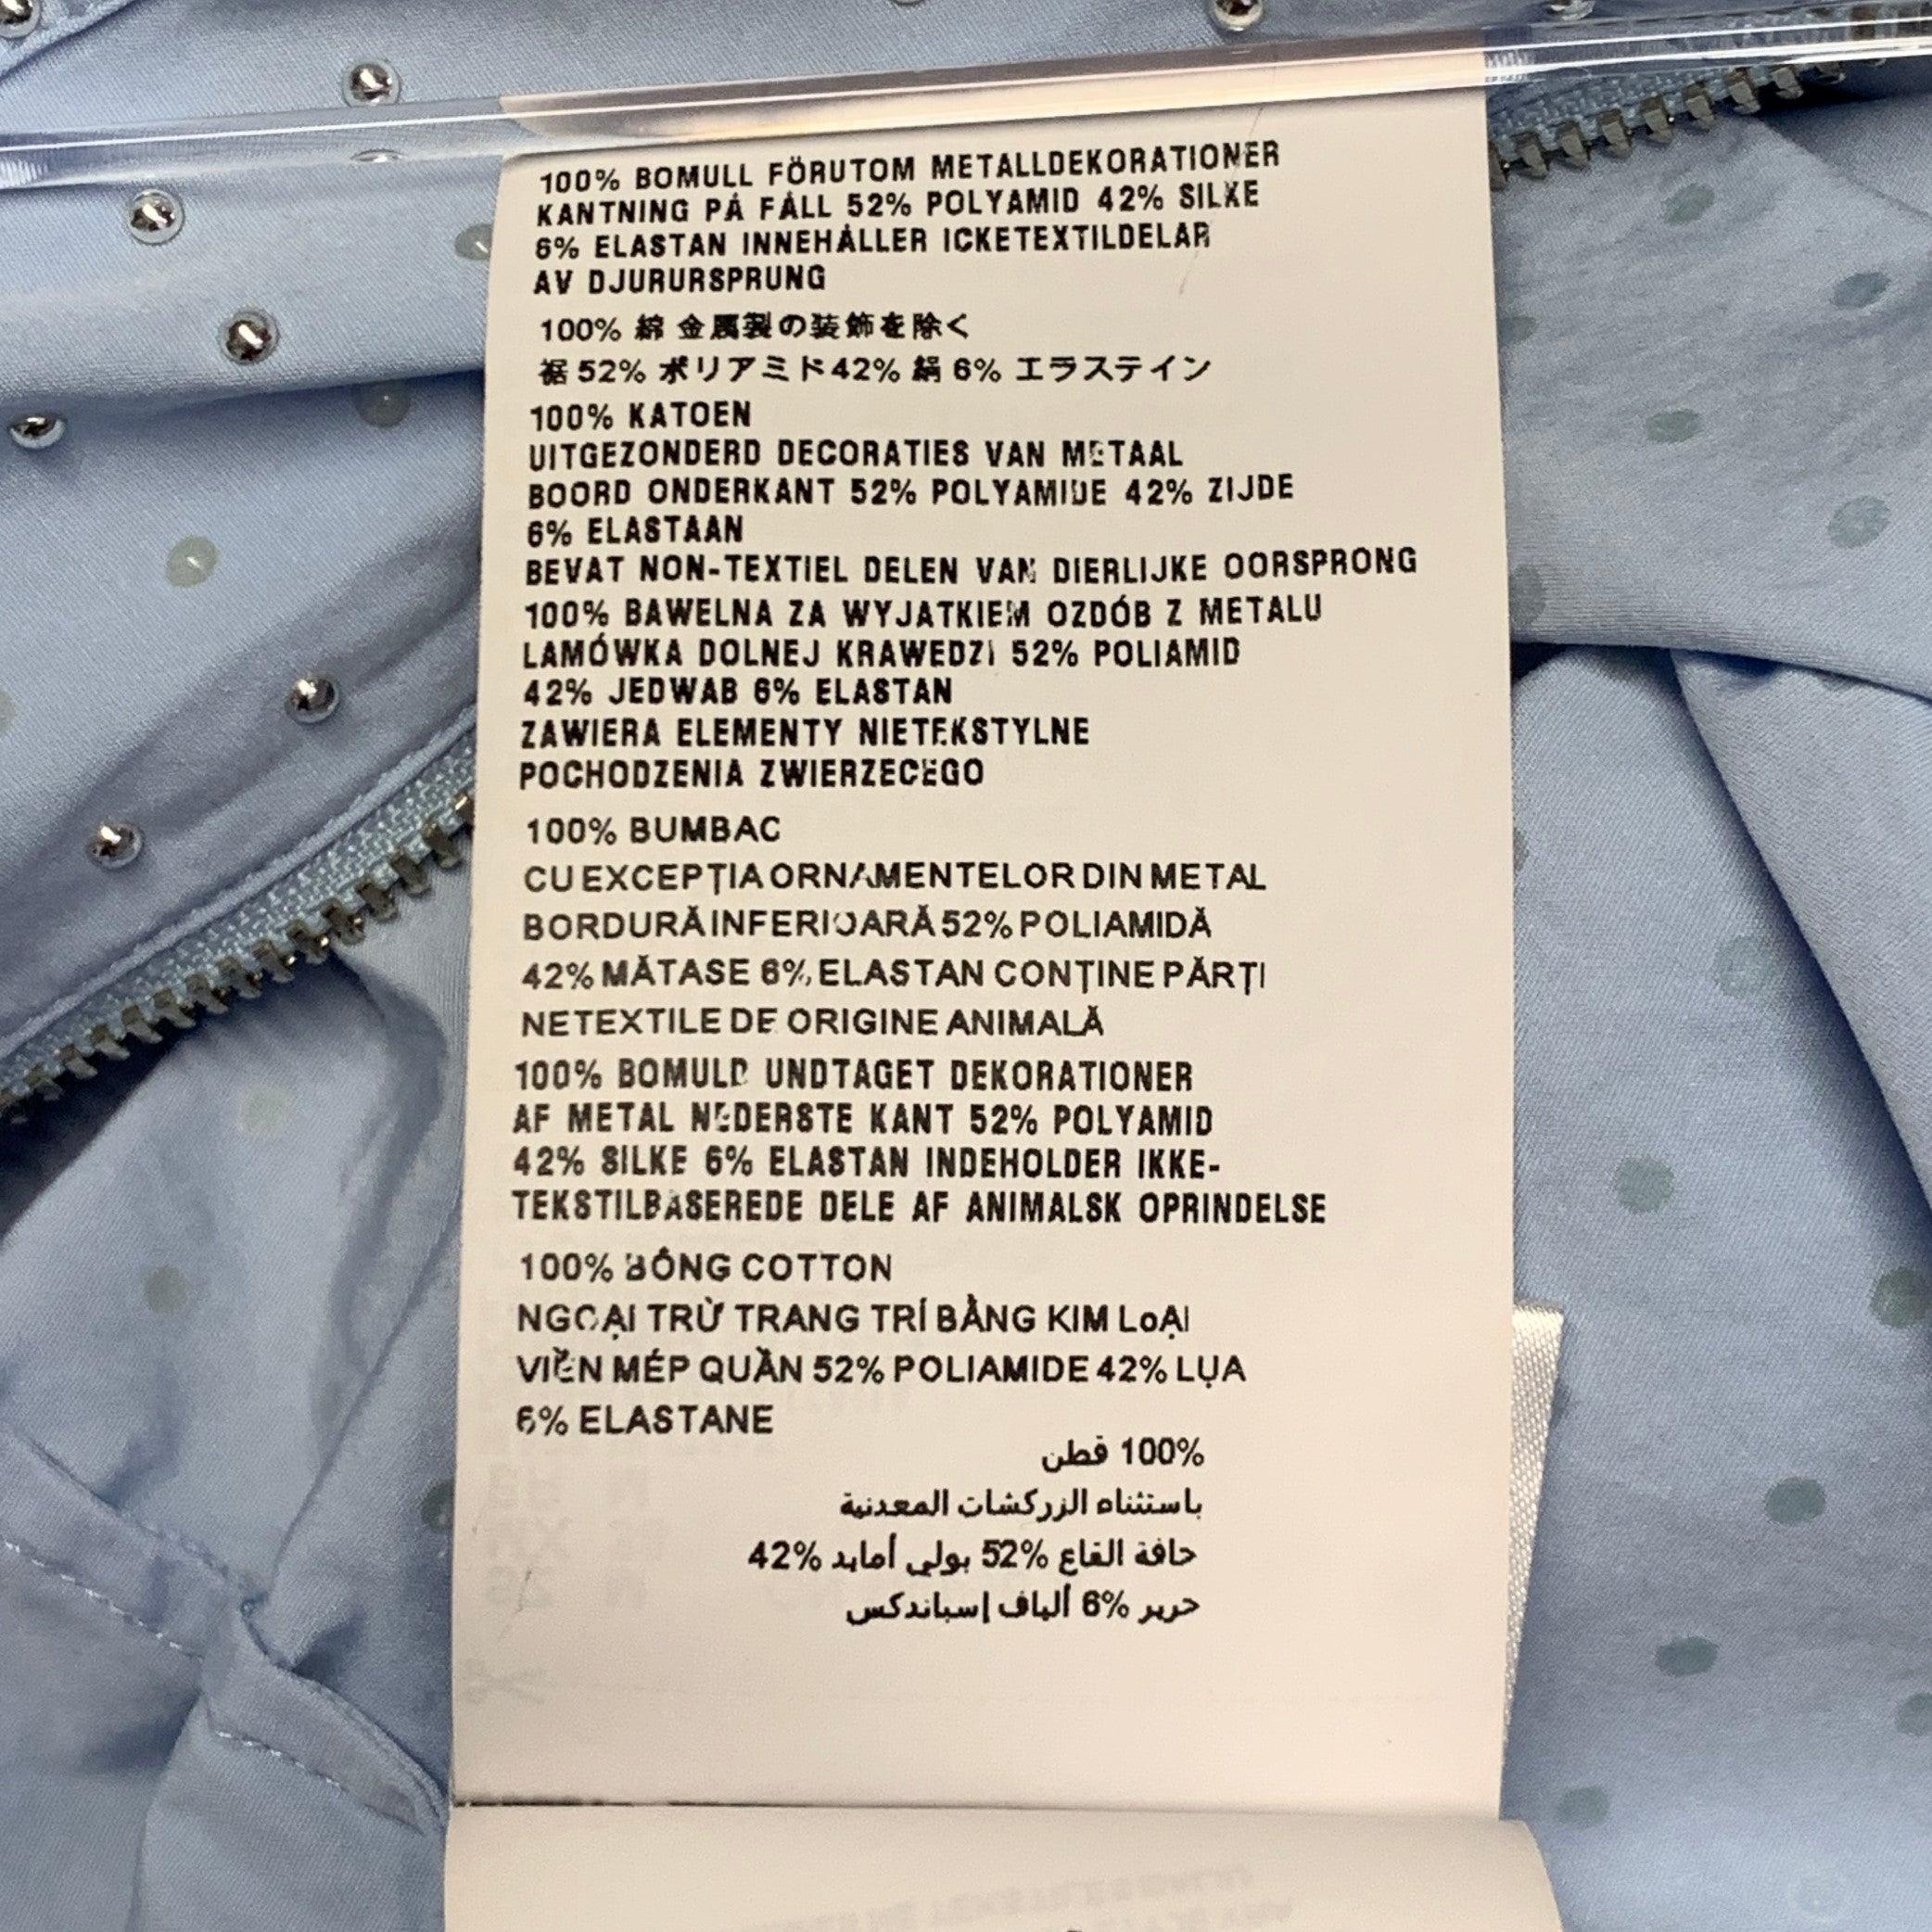 100% BOMULL FÖRUTOM METALLDEKORATIONER
KANTNING PÅ FÅLL 52% POLYAMID 42% SILKE
6% ELASTAN INNEHÅLLER ICKETEXTILDELAR
AV DJURURSPRUNG
100% 綿 金属製の装飾を除く
裾 52% ポリアミド 42% 絹 6% エラステイン
100% KATOEN
UITGEZONDERD DECORATIES VAN METAAL
BOORD ONDERKANT 52% POLYAMIDE 42% ZIJDE
6% ELASTAAN
BEVAT NON-TEXTIEL DELEN VAN DIERLIJKE OORSPRONG
100% BAWELNA ZA WYJATKIEM OZDÓB Z METALU
LAMÓWKA DOLNEJ KRAWEDZI 52% POLIAMID
42% JEDWAB 6% ELASTAN
ZAWIERA ELEMENTY NIETEKSTYLNE
POCHODZENIA ZWIERZECEGO
100% BUMBAC
CU EXCEPȚIA ORNAMENTELOR DIN METAL
BORDURĂ INFERIOARĂ 52% POLIAMIDĂ
42% MĂTASE 6% ELASTAN CONȚINE PĂRȚI
NETEXTILE DE ORIGINE ANIMALĂ
100% BOMULD UNDTAGET DEKORATIONER
AF METAL NEDERSTE KANT 52% POLYAMID
42% SILKE 6% ELASTAN INDEHOLDER IKKE-
TEKSTILBASEREDE DELE AF ANIMALSK OPRINDELSE
100% BÔNG COTTON
NGOẠI TRỪ TRANG TRÍ BẰNG KIM LoẠI
VIỀN MÉP QUẦN 52% POLIAMIDE 42% LỤA
6% ELASTANE
100% قطن
باستثناء الزركشات المعدنية
حافة القاع 52% بولي أمايد 42%
حرير 6% ألياف إسباندكس